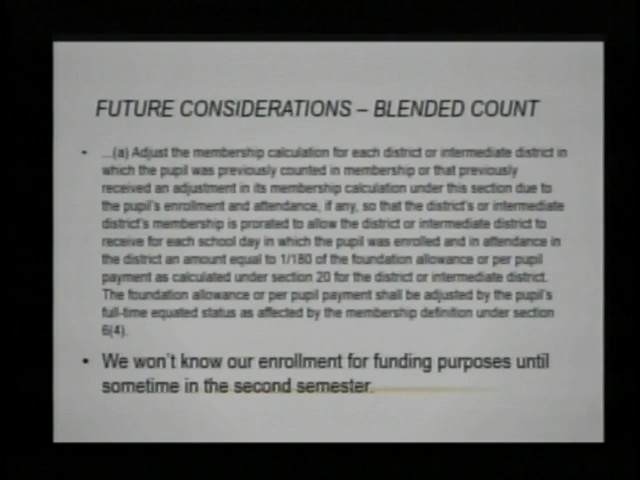 FUTURE CONSIDERATIONS – BLENDED COUNT
• ...(a) Adjust the membership calculation for each district or intermediate district in
which the pupil was previously counted in membership or that previously
received an adjustment in its membership calculation under this section due to
the pupil's enrollment and attendance, if any, so that the district's or intermediate
district's membership is prorated to allow the district or intermediate district to
receive for each school day in which the pupil was enrolled and in attendance in
the district an amount equal to 1/180 of the foundation allowance or per pupil
payment as calculated under section 20 for the district or intermediate district.
The foundation allowance or per pupil payment shall be adjusted by the pupil's
full-time equated status as affected by the membership definition under section
6(4).
• We won't know our enrollment for funding purposes until
sometime in the second semester.